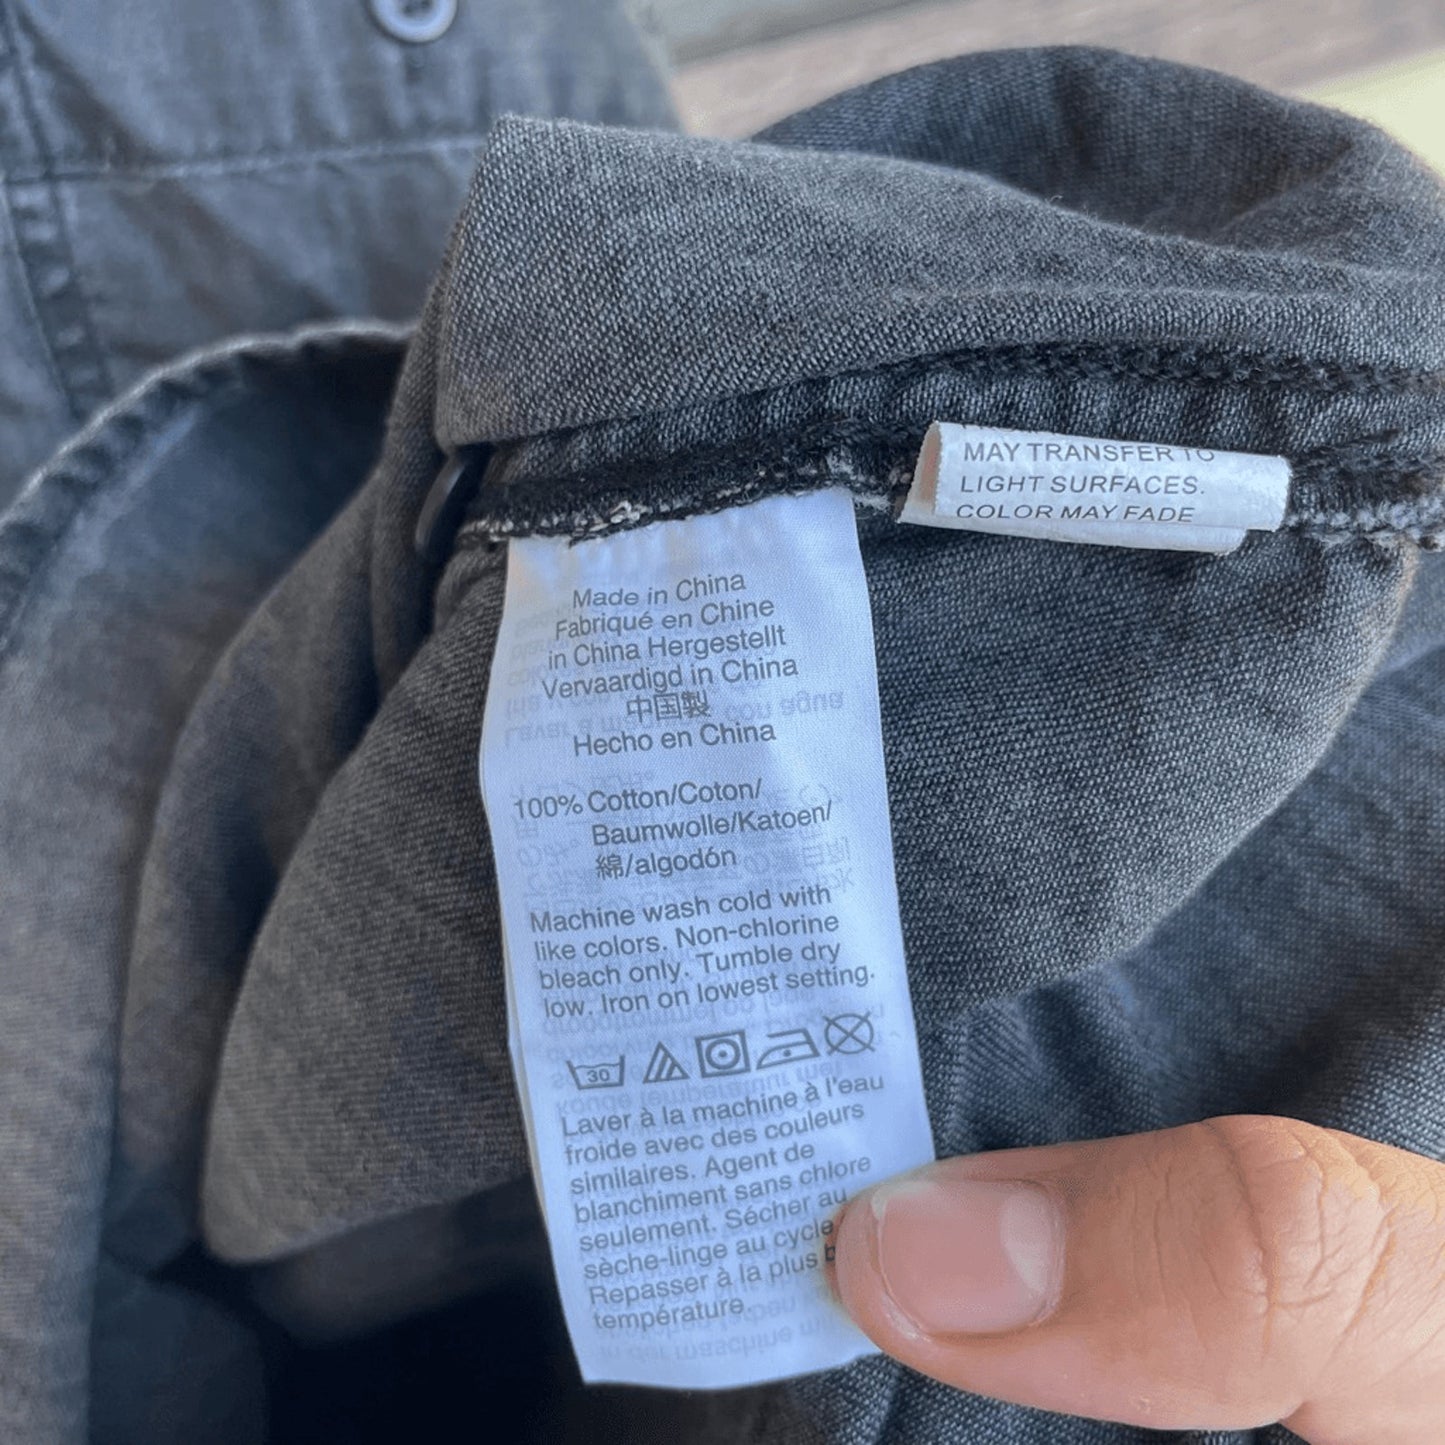 MAY TRANSFER TO
LIGHT SURFACES.
COLOR MAY FADE
Made in China
Fabriqué en Chine
in China Hergestellt
Vervaardigd in China
中国製
Hecho en China
100% Cotton/Coton/
Baumwolle/Katoen/
綿/algodón
Machine wash cold with
like colors. Non-chlorine
bleach only. Tumble dry
low. Iron on lowest setting.
30
Laver à la machine à l'eau
froide avec des couleurs
similaires. Agent de
blanchiment sans chlore
seulement. Sécher au
sèche-linge au cycle
Repasser à la plus
température.